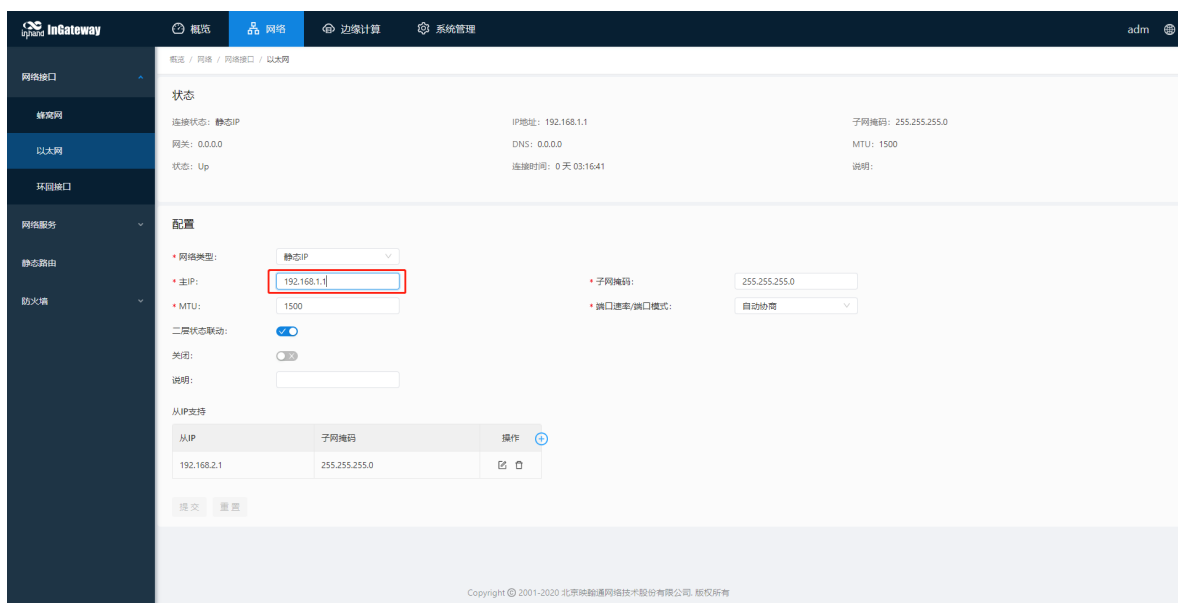 inhand InGateway
概览 网络 边缘计算 系统管理 adm
概览 / 网络 / 网络接口 / 以太网
网络接口
蜂窝网
以太网
环回接口
网络服务
静态路由
防火墙
状态
连接状态: 静态IP IP地址: 192.168.1.1 子网掩码: 255.255.255.0
网关: 0.0.0.0 DNS: 0.0.0.0 MTU: 1500
状态: Up 连接时间: 0 天 03:16:41 说明:
配置
* 网络类型: 静态IP
* 主IP: 192.168.1.1 * 子网掩码: 255.255.255.0
* MTU: 1500 * 端口速率/端口模式: 自动协商
二层状态联动:
关闭:
说明:
从IP支持
从IP 子网掩码 操作
192.168.2.1 255.255.255.0
提交 重置
Copyright © 2001-2020 北京映翰通网络技术股份有限公司. 版权所有